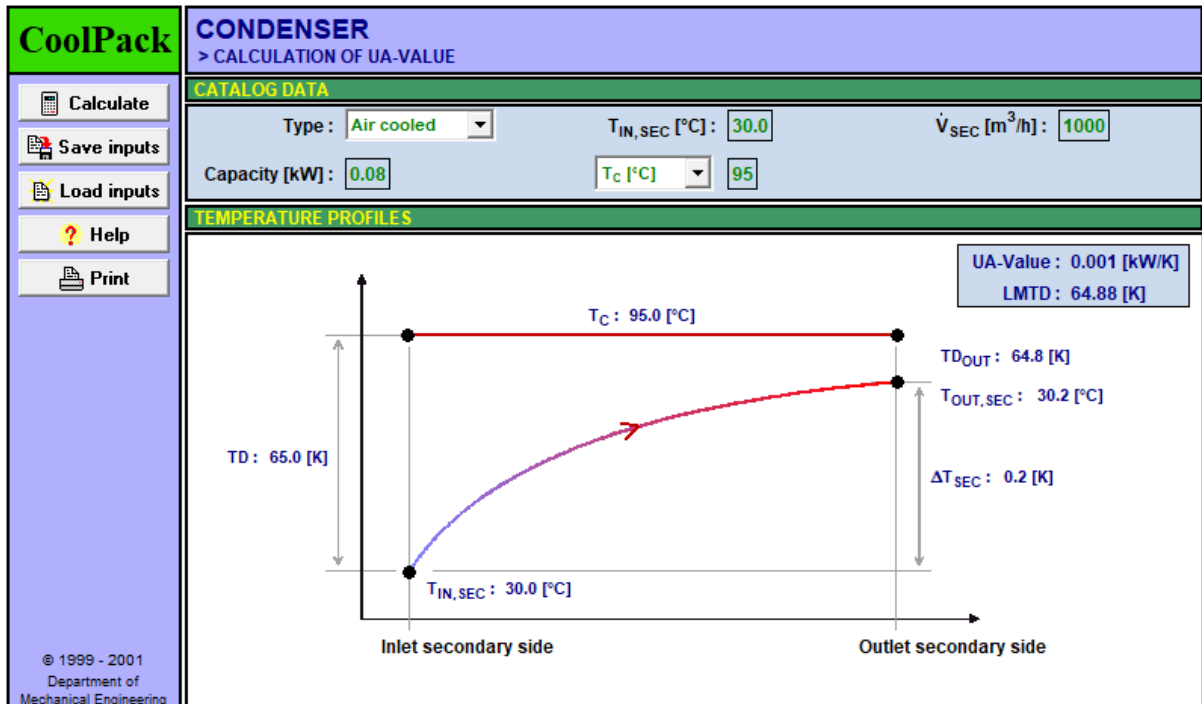 CoolPack
CONDENSER
> CALCULATION OF UA-VALUE
Calculate
Save inputs
Load inputs
? Help
Print
CATALOG DATA
Type : Air cooled T_IN, SEC [°C] : 30.0 V̇_SEC [m³/h] : 1000
Capacity [kW] : 0.08 T_C [°C] 95
TEMPERATURE PROFILES
UA-Value : 0.001 [kW/K]
LMTD : 64.88 [K]
T_C : 95.0 [°C]
TD_OUT : 64.8 [K]
T_OUT, SEC : 30.2 [°C]
TD : 65.0 [K]
ΔT_SEC : 0.2 [K]
T_IN, SEC : 30.0 [°C]
Inlet secondary side Outlet secondary side
© 1999 - 2001
Department of
Mechanical Engineering